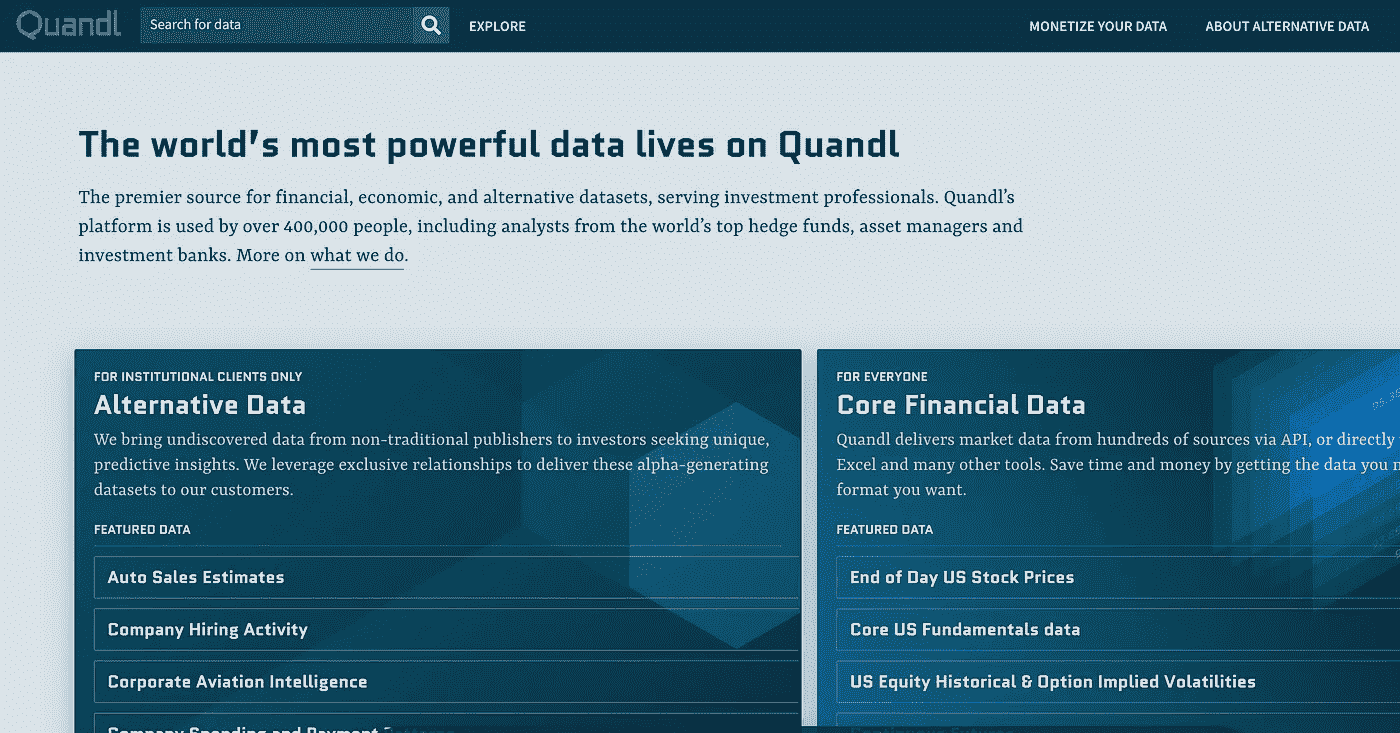 Quandl
Search for data
EXPLORE
MONETIZE YOUR DATA
ABOUT ALTERNATIVE DATA
The world's most powerful data lives on Quandl
The premier source for financial, economic, and alternative datasets, serving investment professionals. Quandl’s
platform is used by over 400,000 people, including analysts from the world’s top hedge funds, asset managers and
investment banks. More on what we do.
FOR INSTITUTIONAL CLIENTS ONLY
Alternative Data
We bring undiscovered data from non-traditional publishers to investors seeking unique,
predictive insights. We leverage exclusive relationships to deliver these alpha-generating
datasets to our customers.
FEATURED DATA
Auto Sales Estimates
Company Hiring Activity
Corporate Aviation Intelligence
Company Spending and Payment
FOR EVERYONE
Core Financial Data
Quandl delivers market data from hundreds of sources via API, or directly
Excel and many other tools. Save time and money by getting the data you
format you want.
FEATURED DATA
End of Day US Stock Prices
Core US Fundamentals data
US Equity Historical & Option Implied Volatilities